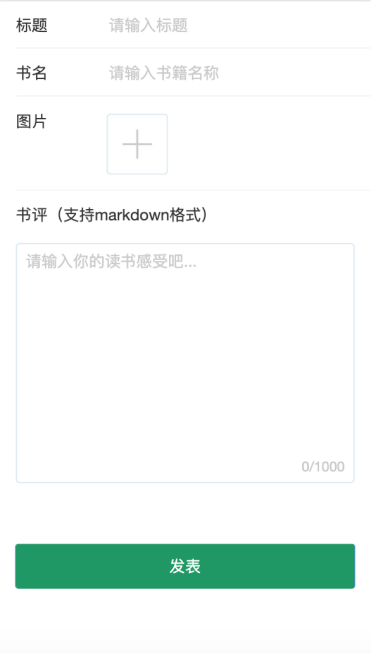 标题 请输入标题
书名 请输入书籍名称
图片
书评（支持markdown格式）
请输入你的读书感受吧...
0/1000
发表